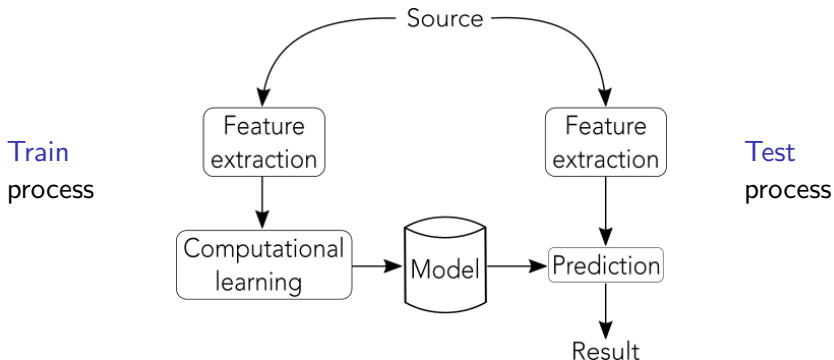 Source
Train
process
Feature
extraction
Computational
learning
Model
Feature
extraction
Prediction
Result
Test
process